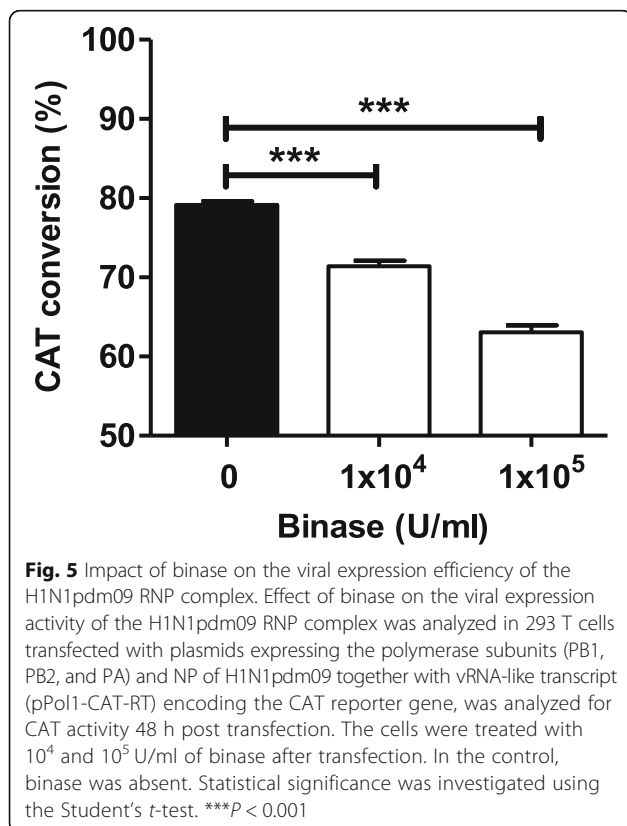 100
90
80
70
60
50
CAT conversion (%)
***
***
0
1x10⁴
1x10⁵
Binase (U/ml)
Fig. 5 Impact of binase on the viral expression efficiency of the
H1N1pdm09 RNP complex. Effect of binase on the viral expression
activity of the H1N1pdm09 RNP complex was analyzed in 293 T cells
transfected with plasmids expressing the polymerase subunits (PB1,
PB2, and PA) and NP of H1N1pdm09 together with vRNA-like transcript
(pPol1-CAT-RT) encoding the CAT reporter gene, was analyzed for
CAT activity 48 h post transfection. The cells were treated with
10⁴ and 10⁵ U/ml of binase after transfection. In the control,
binase was absent. Statistical significance was investigated using
the Student's t-test. ***P < 0.001